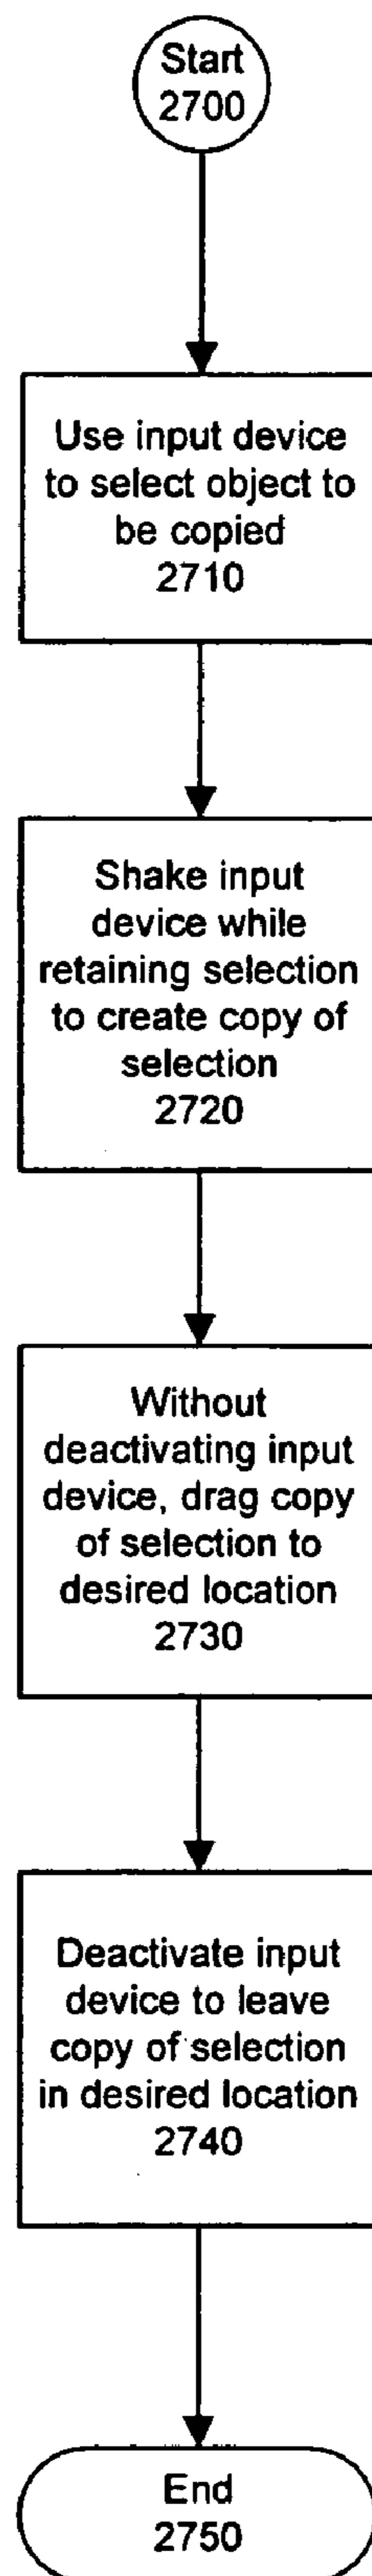 Start
2700
Use input device
to select object to
be copied
2710
Shake input
device while
retaining selection
to create copy of
selection
2720
Without
deactivating input
device, drag copy
of selection to
desired location
2730
Deactivate input
device to leave
copy of selection
in desired location
2740
End
2750